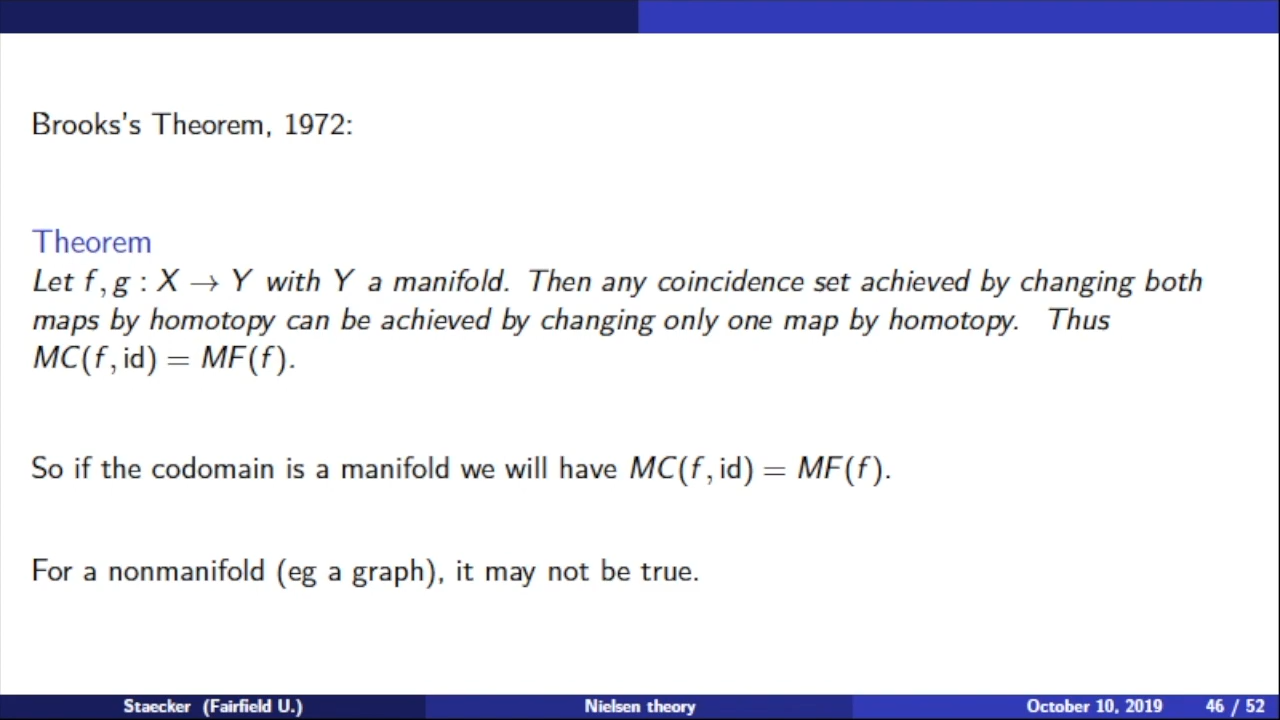 Brooks's Theorem, 1972:
Theorem
Let f, g : X → Y with Y a manifold. Then any coincidence set achieved by changing both
maps by homotopy can be achieved by changing only one map by homotopy. Thus
MC(f, id) = MF(f).
So if the codomain is a manifold we will have MC(f, id) = MF(f).
For a nonmanifold (eg a graph), it may not be true.
Staecker (Fairfield U.) Nielsen theory October 10, 2019 46 / 52